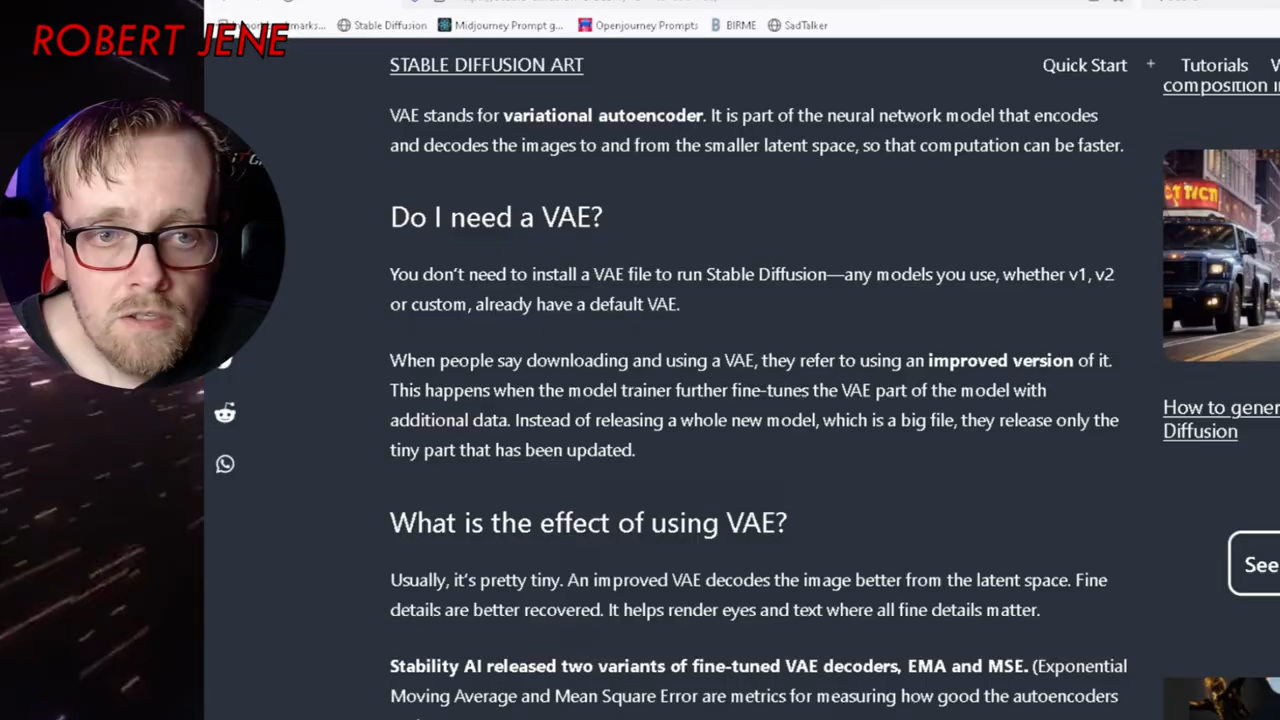 ROBERT JENE
Stable Diffusion
Midjourney Prompt g...
Openjourney Prompts
BIRME
SadTalker
STABLE DIFFUSION ART
Quick Start
+
Tutorials
VAE stands for variational autoencoder. It is part of the neural network model that encodes
and decodes the images to and from the smaller latent space, so that computation can be faster.
Do I need a VAE?
You don't need to install a VAE file to run Stable Diffusion—any models you use, whether v1, v2
or custom, already have a default VAE.
When people say downloading and using a VAE, they refer to using an improved version of it.
This happens when the model trainer further fine-tunes the VAE part of the model with
additional data. Instead of releasing a whole new model, which is a big file, they release only the
tiny part that has been updated.
What is the effect of using VAE?
Usually, it's pretty tiny. An improved VAE decodes the image better from the latent space. Fine
details are better recovered. It helps render eyes and text where all fine details matter.
Stability AI released two variants of fine-tuned VAE decoders, EMA and MSE. (Exponential
Moving Average and Mean Square Error are metrics for measuring how good the autoencoders
composition i
How to gener
Diffusion
See